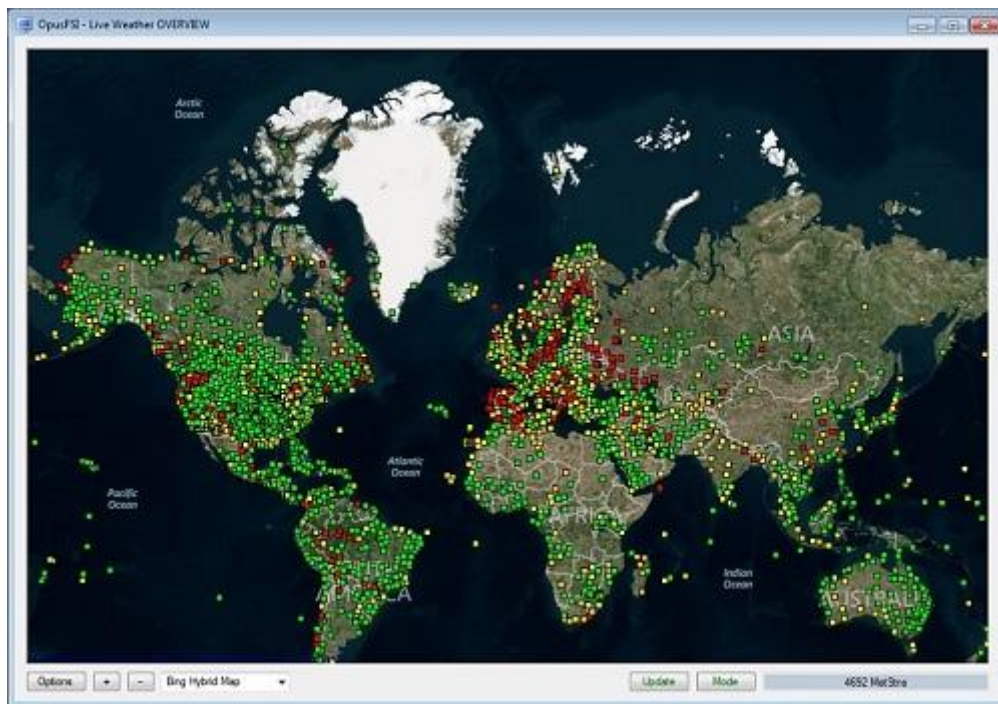 OpusFSI - Live Weather OVERVIEW
Arctic
Ocean
ASIA
Atlantic
Ocean
Pacific
Ocean
AFRICA
Indian
Ocean
Options
+
-
Bing Hybrid Map
Update
Mode
4692 MetStns